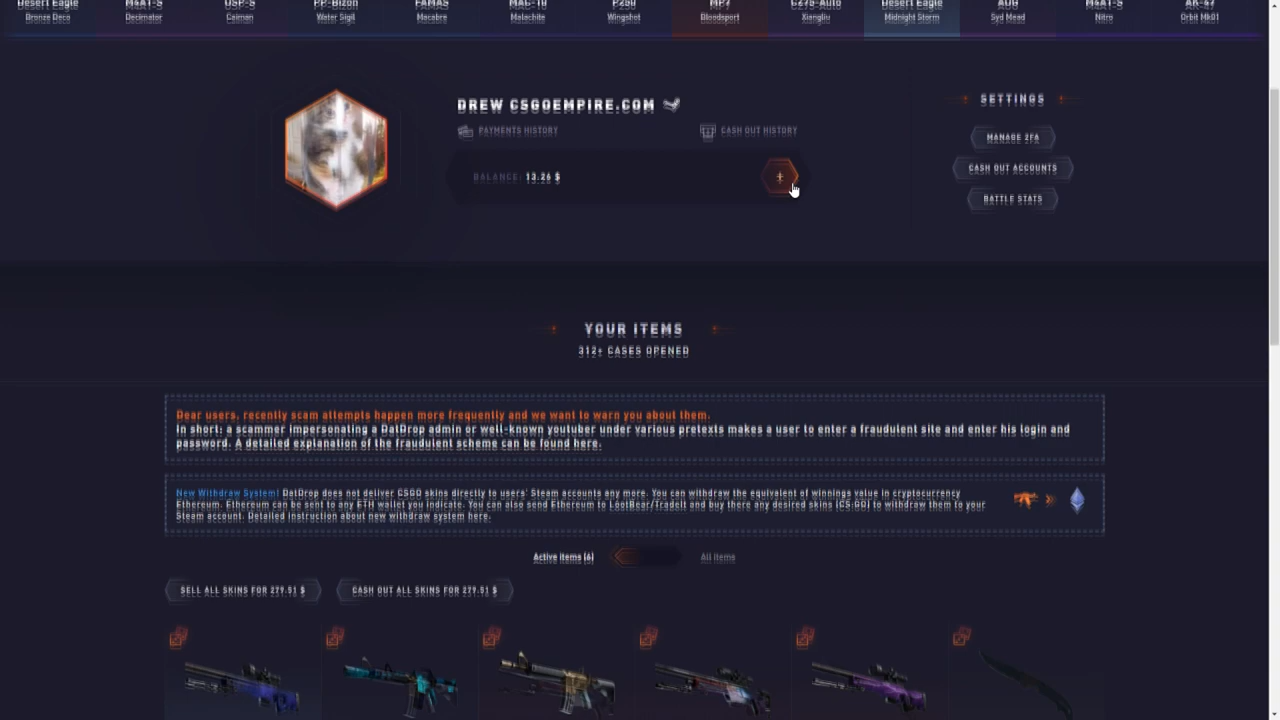 Desert Eagle M4A1-S USP-S PP-Bizon FAMAS MAC-10 P250 MP7 CZ75-Auto Desert Eagle AUG M4A1-S AK-47
Bronze Deco Decimator Caiman Water Sigil Macabre Malachite Wingshot Bloodsport Xiangliu Midnight Storm Syd Mead Nitro Orbit Mk01
DREW CSGOEMPIRE.COM
PAYMENTS HISTORY CASH OUT HISTORY
BALANCE: 13.26 $ +
SETTINGS
MANAGE 2FA
CASH OUT ACCOUNTS
BATTLE STATS
YOUR ITEMS
312+ CASES OPENED
Dear users, recently scam attempts happen more frequently and we want to warn you about them.
In short: a scammer impersonating a DatDrop admin or well-known youtuber under various pretexts makes a user to enter a fraudulent site and enter his login and
password. A detailed explanation of the fraudulent scheme can be found here.
New Withdraw System! DatDrop does not deliver CSGO skins directly to users' Steam accounts any more. You can withdraw the equivalent of winnings value in cryptocurrency
Ethereum. Ethereum can be sent to any ETH wallet you indicate. You can also send Ethereum to LootBear/TradeIt and buy there any desired skins (CS:GO) to withdraw them to your
Steam account. Detailed instruction about new withdraw system here.
Active items (6) All items
SELL ALL SKINS FOR 279.51 $ CASH OUT ALL SKINS FOR 279.51 $